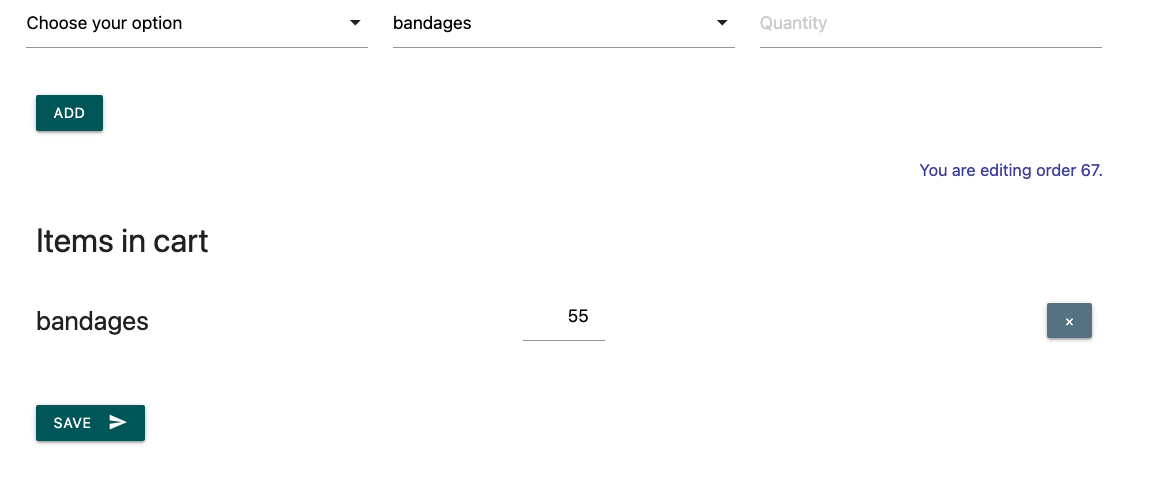 Choose your option bandages Quantity
ADD
You are editing order 67.
Items in cart
bandages 55 ×
SAVE